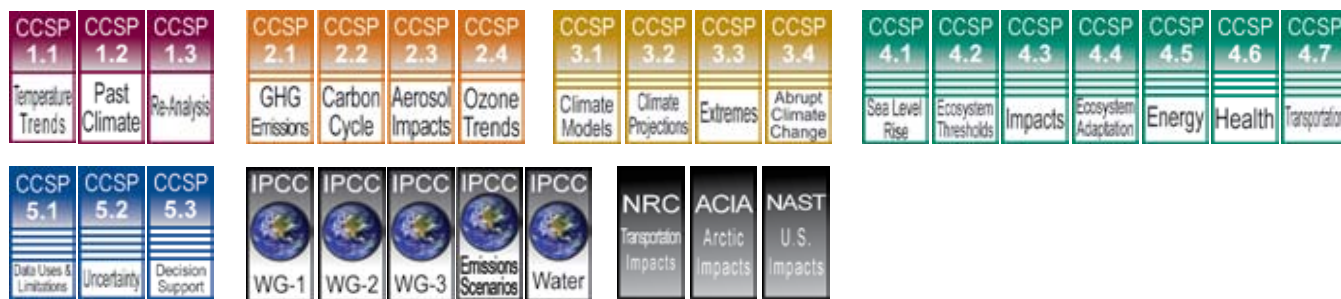 CCSP 1.1 Temperature Trends
CCSP 1.2 Past Climate
CCSP 1.3 Re-Analysis
CCSP 2.1 GHG Emissions
CCSP 2.2 Carbon Cycle
CCSP 2.3 Aerosol Impacts
CCSP 2.4 Ozone Trends
CCSP 3.1 Climate Models
CCSP 3.2 Climate Projections
CCSP 3.3 Extremes
CCSP 3.4 Abrupt Climate Change
CCSP 4.1 Sea Level Rise
CCSP 4.2 Ecosystem Thresholds
CCSP 4.3 Impacts
CCSP 4.4 Ecosystem Adaptation
CCSP 4.5 Energy
CCSP 4.6 Health
CCSP 4.7 Transportation
CCSP 5.1 Data Uses & Limitations
CCSP 5.2 Uncertainty
CCSP 5.3 Decision Support
IPCC WG-1
IPCC WG-2
IPCC WG-3
IPCC Emissions Scenarios
IPCC Water
NRC Transportation Impacts
ACIA Arctic Impacts
NAST U.S. Impacts